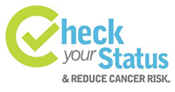 Check
your Status
& REDUCE CANCER RISK.